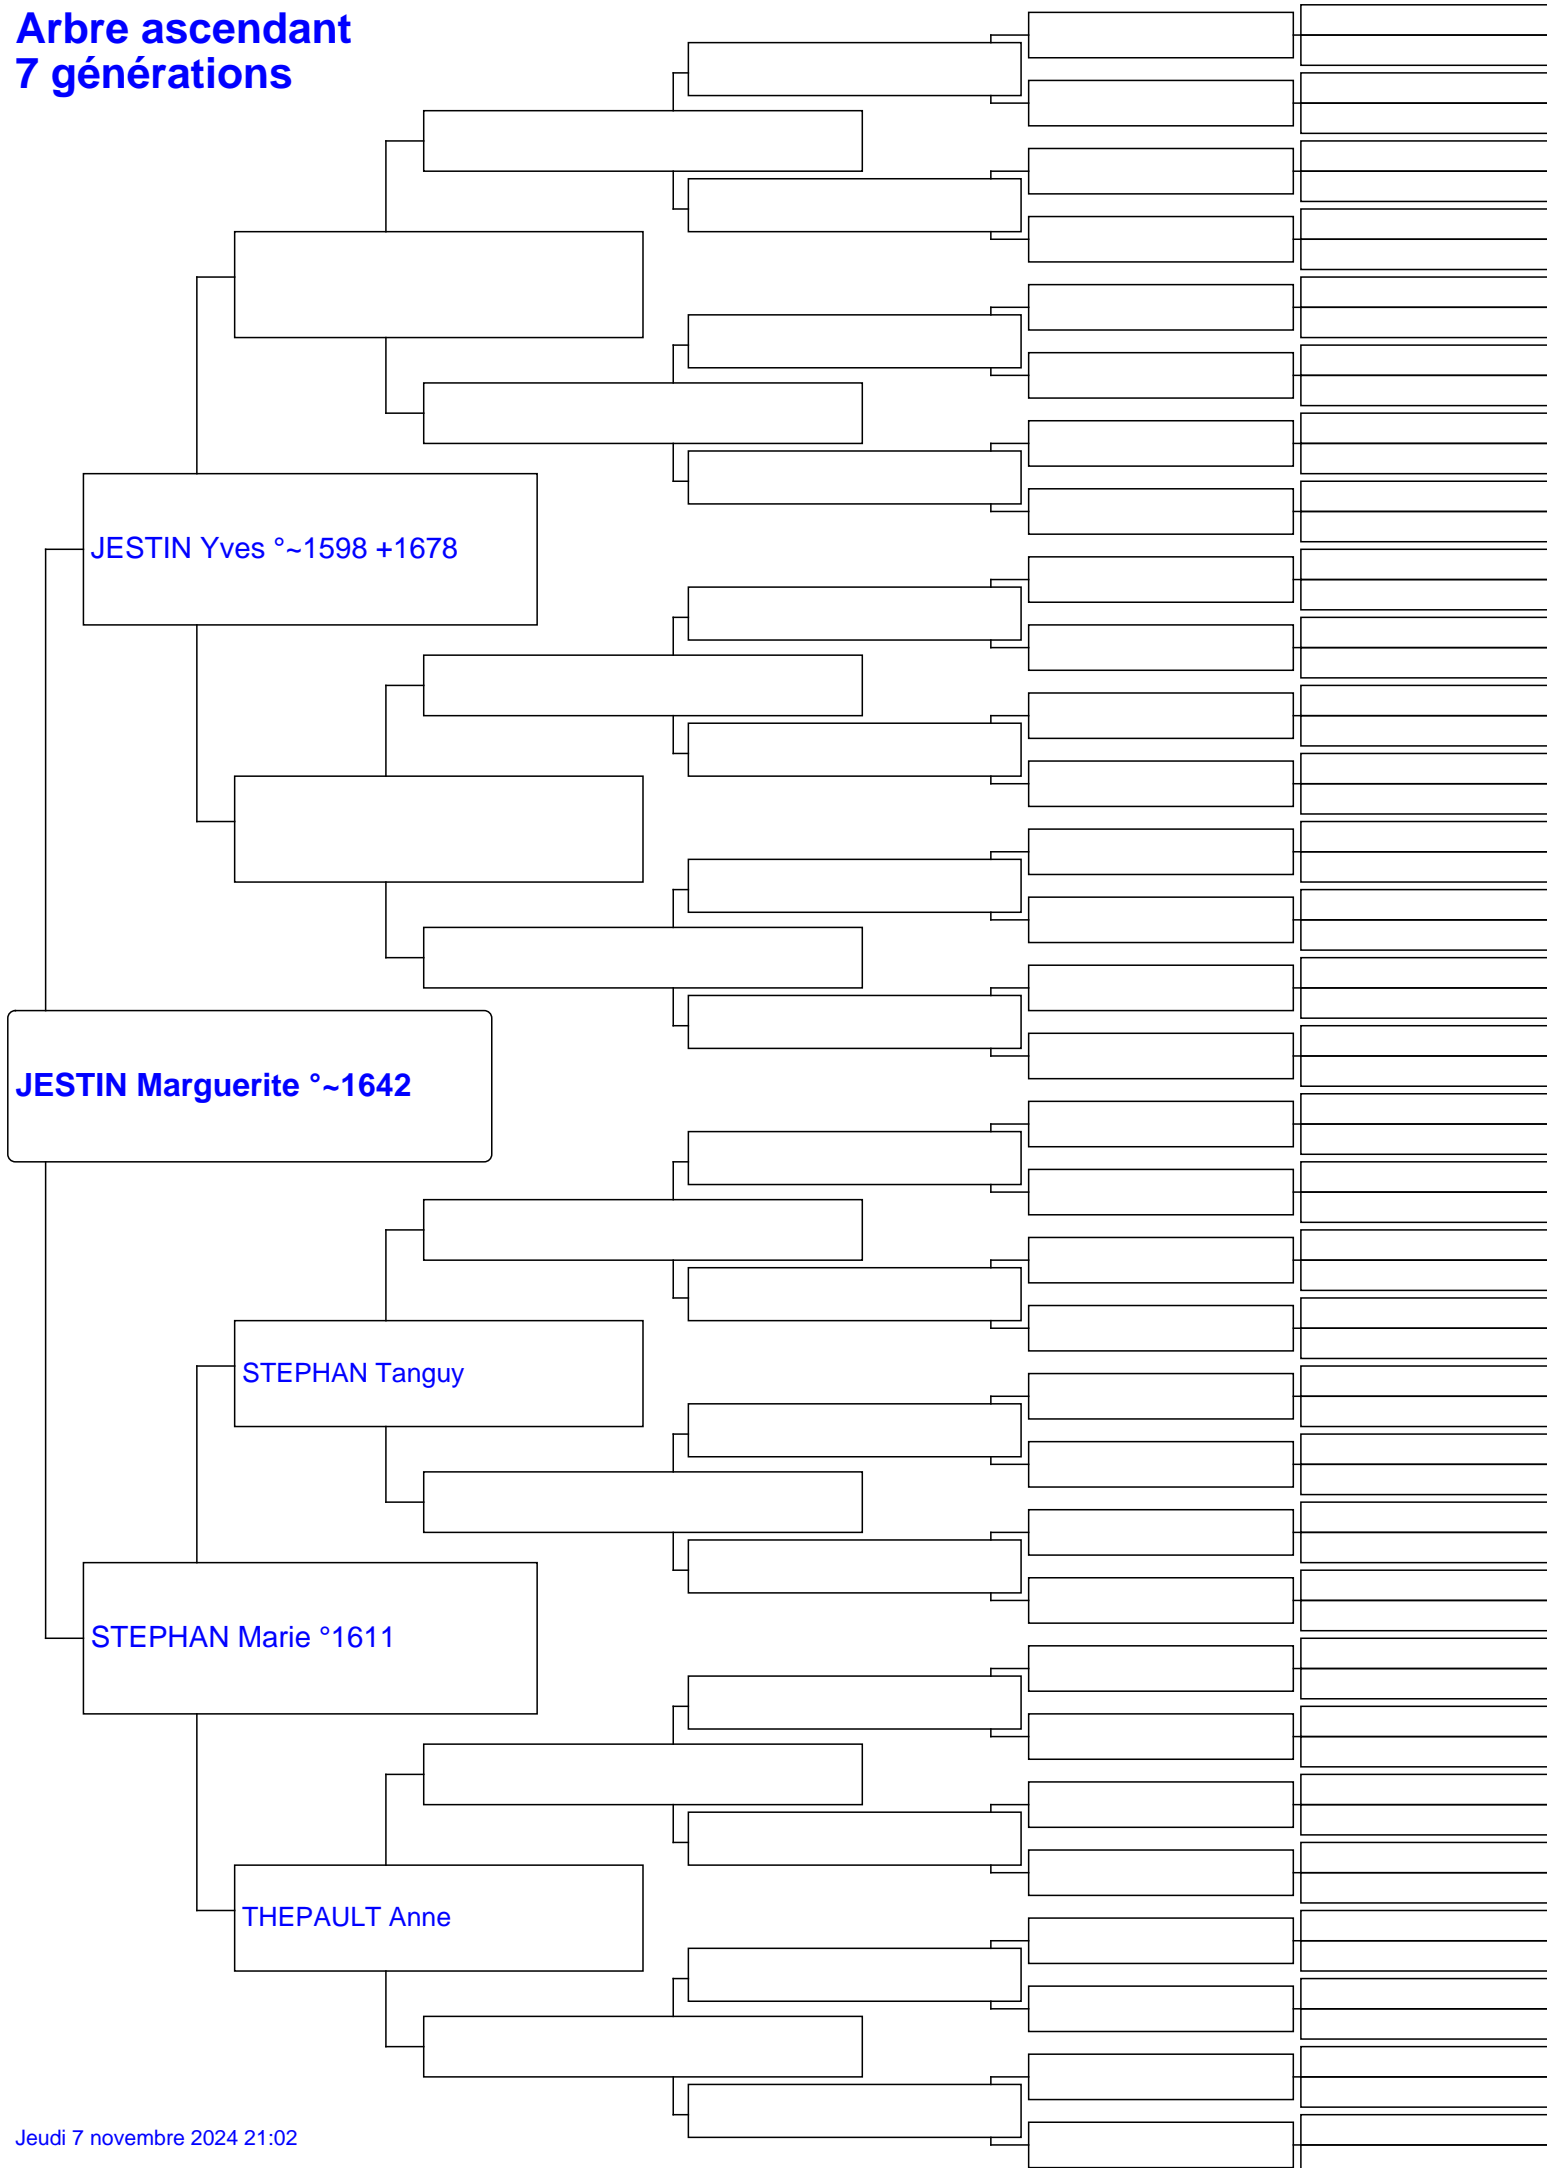 Arbre ascendant
7 générations
JESTIN Yves °~1598 +1678
JESTIN Marguerite °~1642
STEPHAN Tanguy
STEPHAN Marie °1611
THEPAULT Anne
Jeudi 7 novembre 2024 21:02